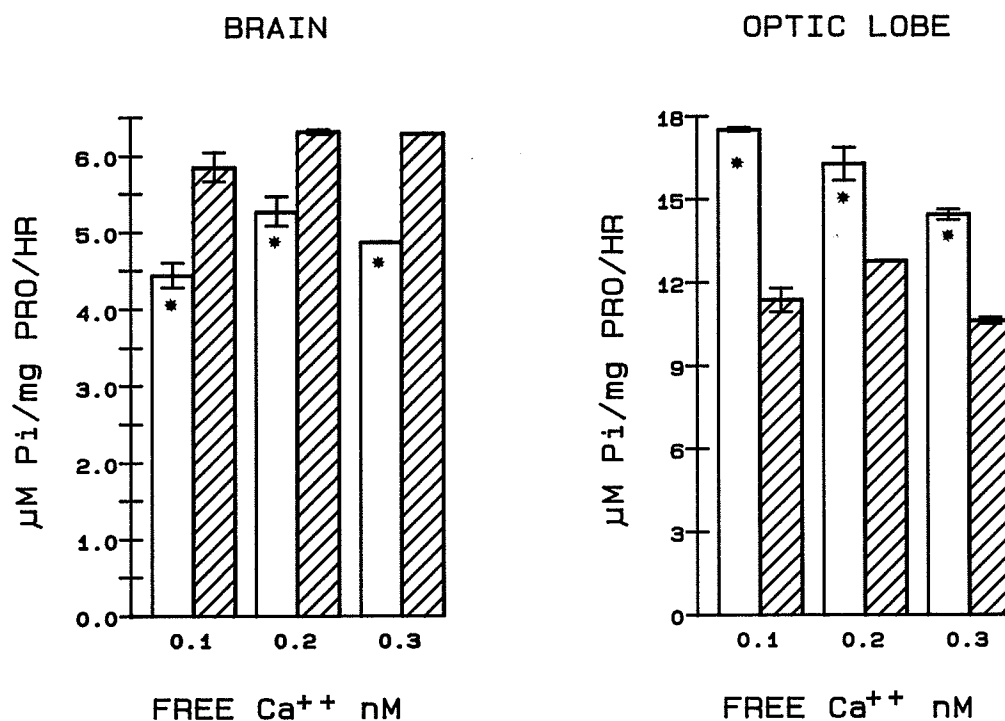 BRAIN
µM Pi/mg PRO/HR
6.0
5.0
4.0
3.0
2.0
1.0
0.0
*
*
*
0.1 0.2 0.3
FREE Ca++ nM
OPTIC LOBE
µM Pi/mg PRO/HR
18
15
12
9
6
3
0
*
*
*
0.1 0.2 0.3
FREE Ca++ nM